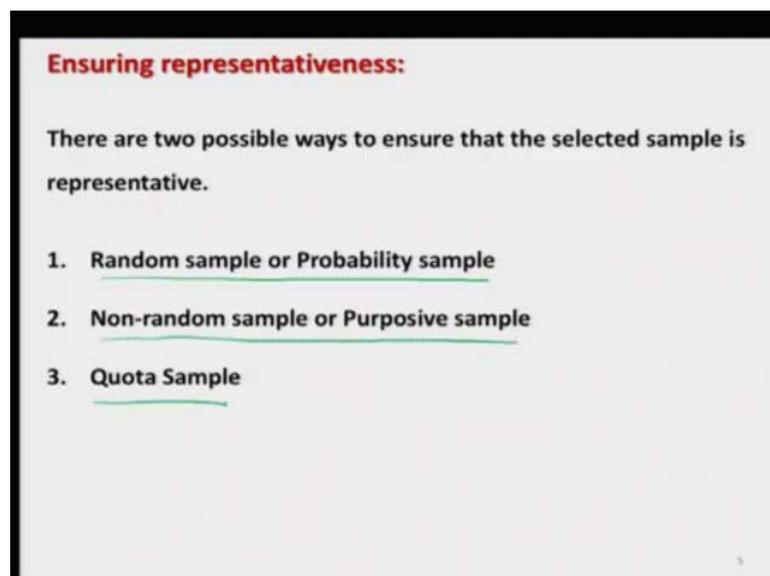 Ensuring representativeness:
There are two possible ways to ensure that the selected sample is
representative.
1. Random sample or Probability sample
2. Non-random sample or Purposive sample
3. Quota Sample
5